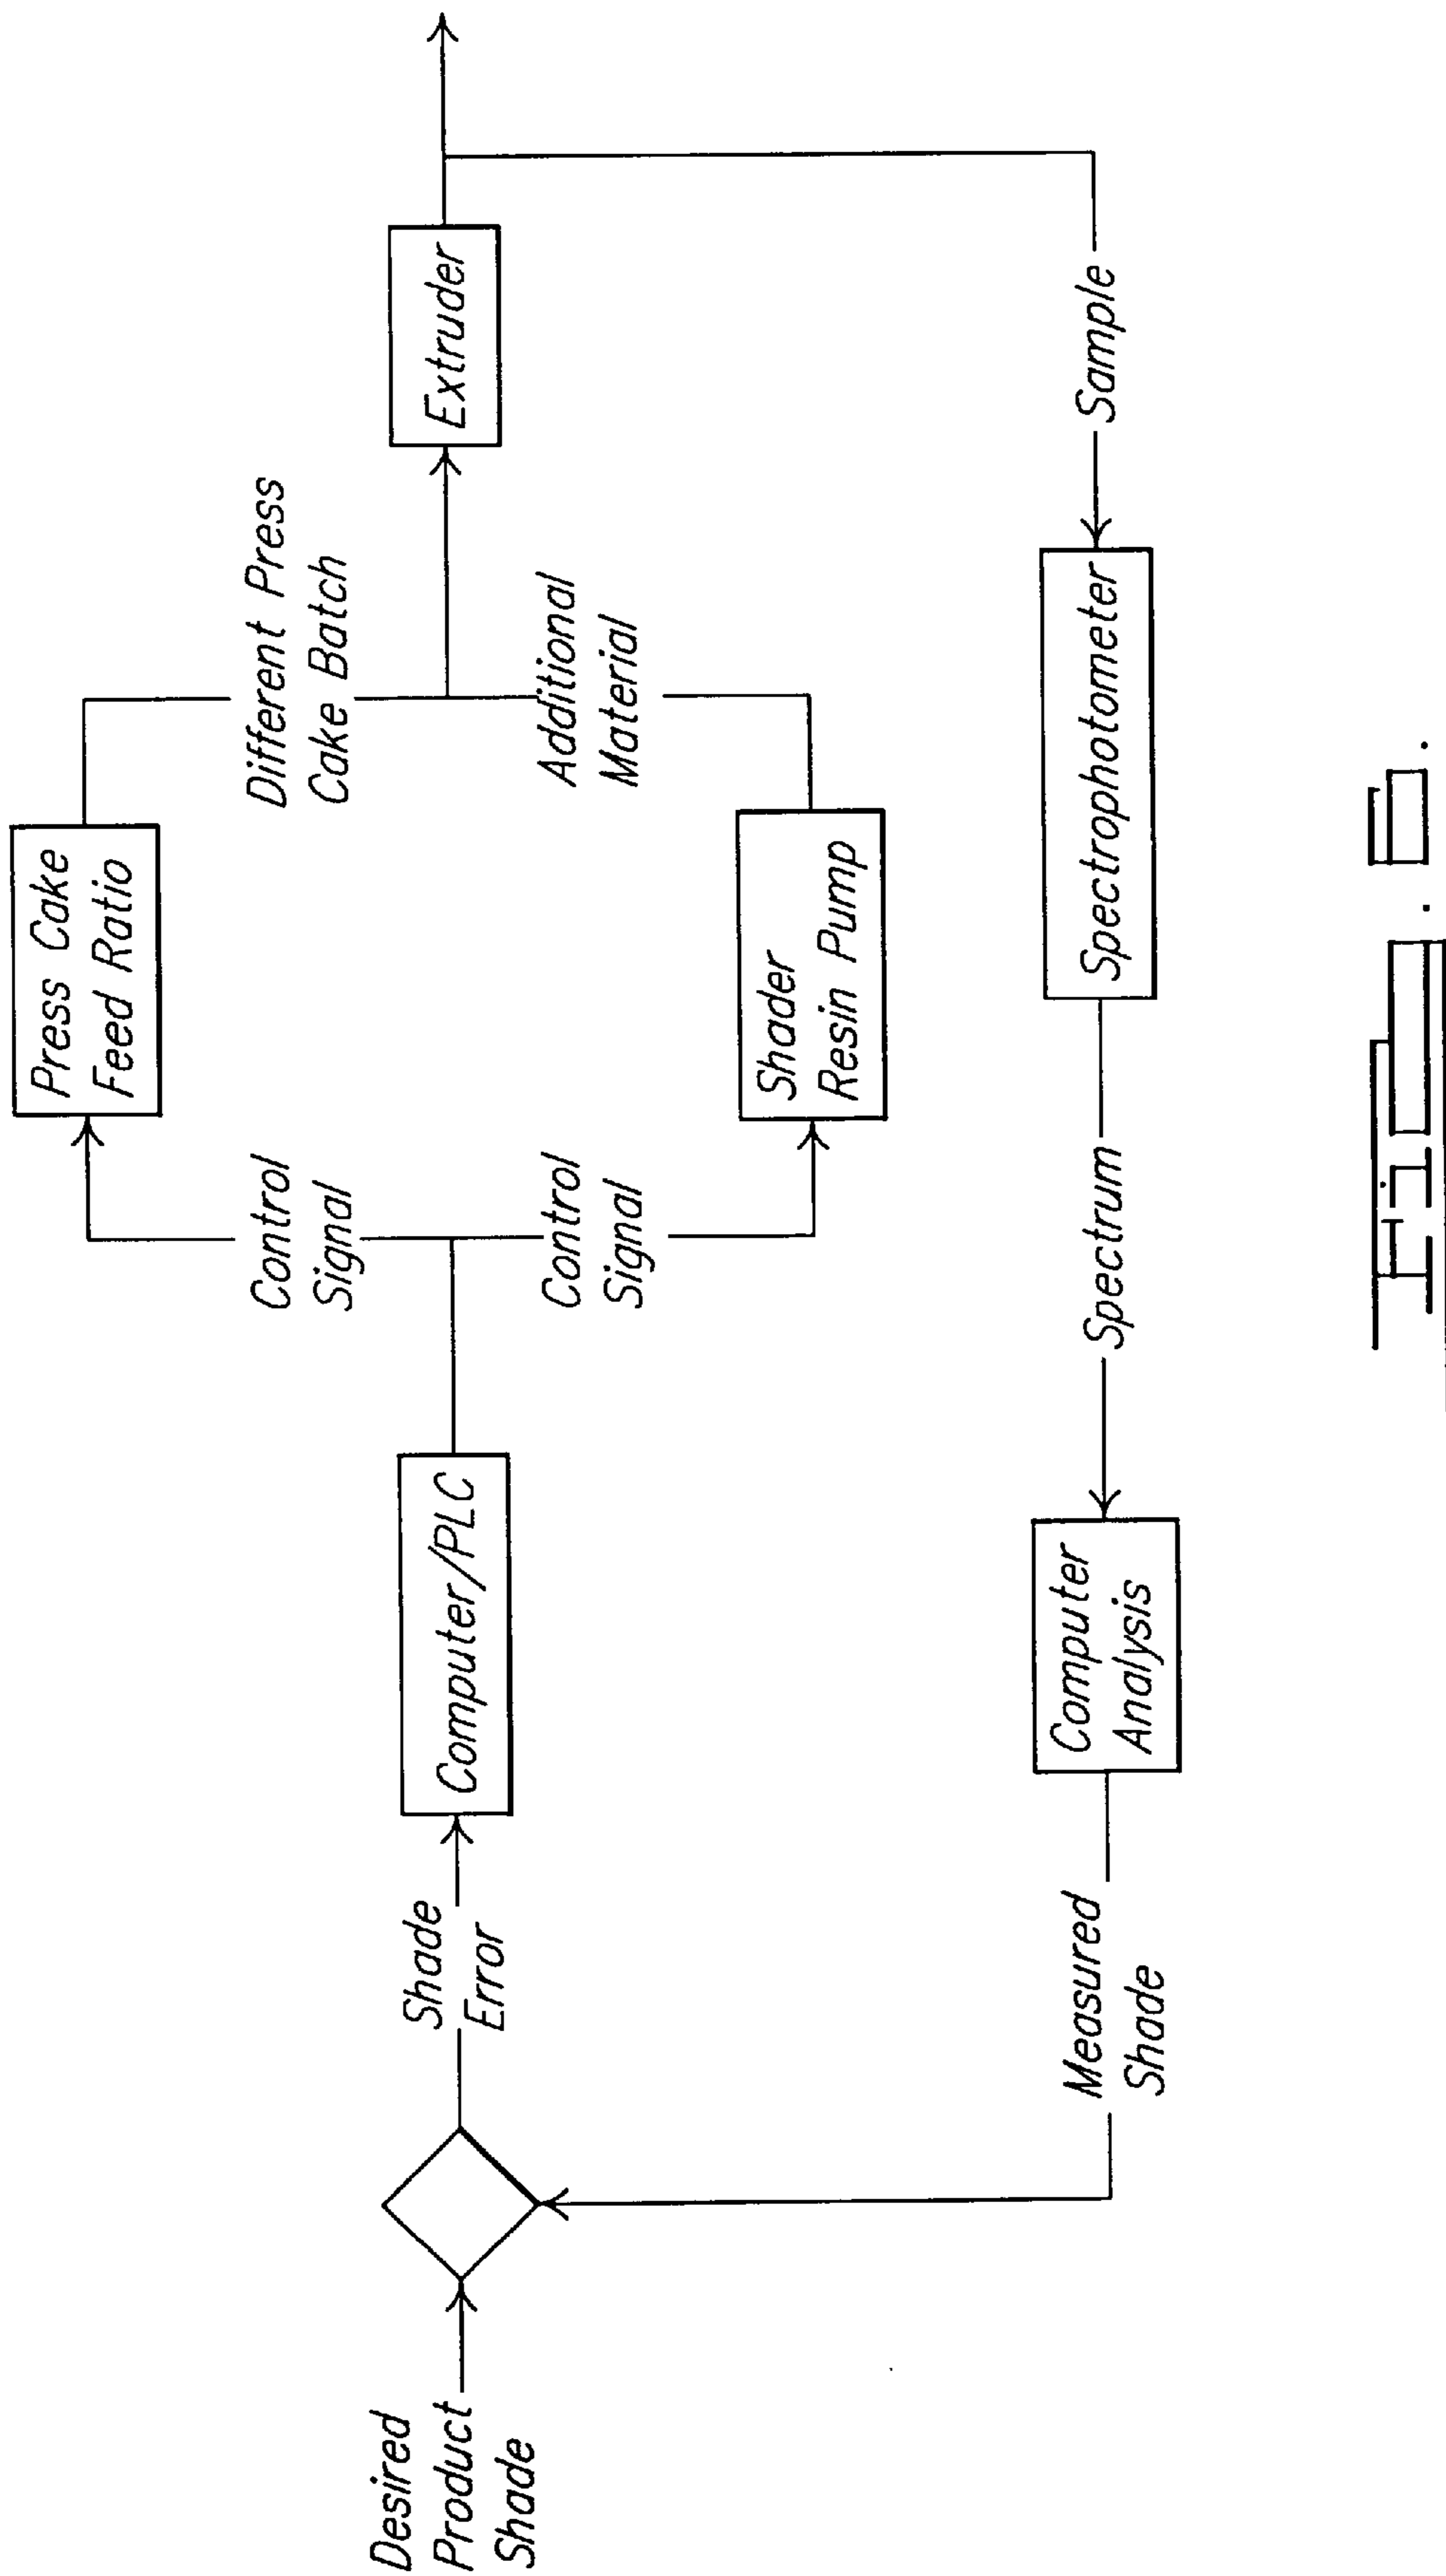 Desired
Product
Shade
Shade
Error
Computer/PLC
Control
Signal
Control
Signal
Press Cake
Feed Ratio
Shader
Resin Pump
Different Press
Cake Batch
Additional
Material
Extruder
Sample
Spectrophotometer
Spectrum
Computer
Analysis
Measured
Shade